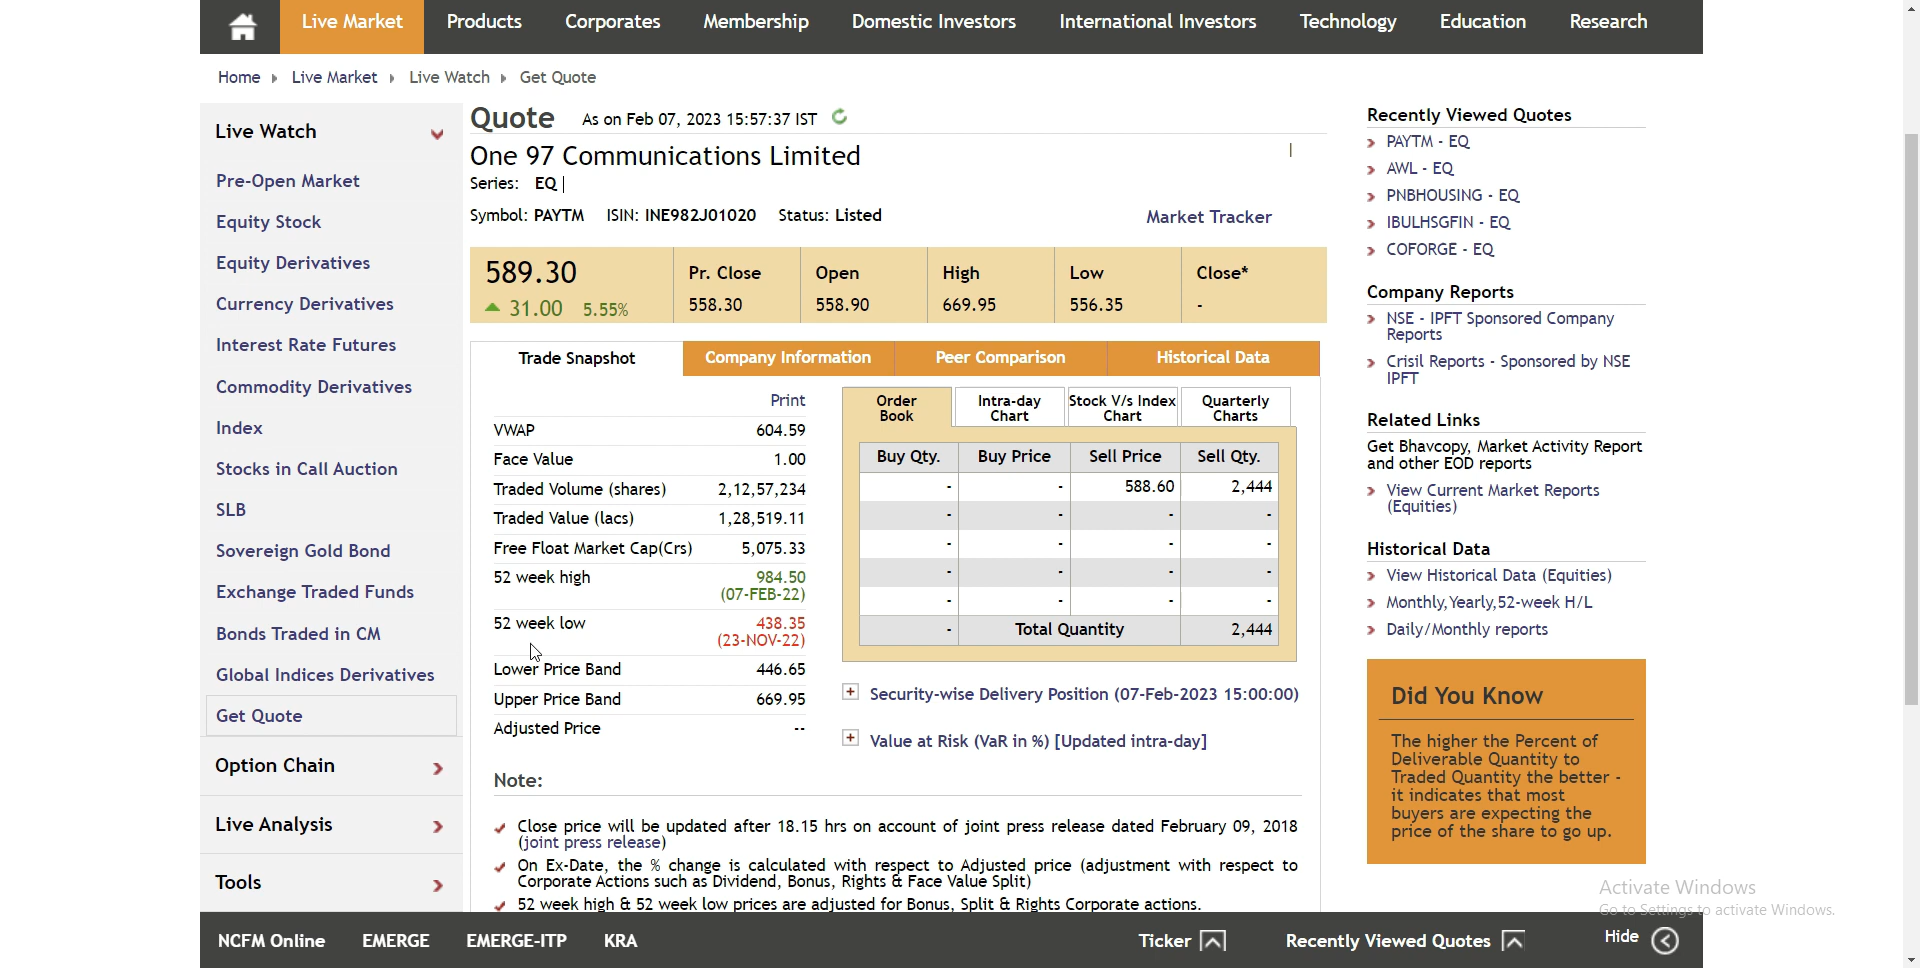 Live Market Products Corporates Membership Domestic Investors International Investors Technology Education Research
Home Live Market Live Watch Get Quote
Live Watch
Pre-Open Market
Equity Stock
Equity Derivatives
Currency Derivatives
Interest Rate Futures
Commodity Derivatives
Index
Stocks in Call Auction
SLB
Sovereign Gold Bond
Exchange Traded Funds
Bonds Traded in CM
Global Indices Derivatives
Get Quote
Option Chain
Live Analysis
Tools
Quote As on Feb 07, 2023 15:57:37 IST
One 97 Communications Limited |
Series: EQ |
Symbol: PAYTM ISIN: INE982J01020 Status: Listed Market Tracker
589.30 Pr. Close Open High Low Close*
31.00 5.55% 558.30 558.90 669.95 556.35 -
Trade Snapshot Company Information Peer Comparison Historical Data
Print
VWAP 604.59
Face Value 1.00
Traded Volume (shares) 2,12,57,234
Traded Value (lacs) 1,28,519.11
Free Float Market Cap(Crs) 5,075.33
52 week high 984.50
(07-FEB-22)
52 week low 438.35
(23-NOV-22)
Lower Price Band 446.65
Upper Price Band 669.95
Adjusted Price --
Order Book Intra-day Chart Stock V/s Index Chart Quarterly Charts
Buy Qty. Buy Price Sell Price Sell Qty.
- - 588.60 2,444
- - - -
- - - -
- - - -
- - - -
- Total Quantity 2,444
Security-wise Delivery Position (07-Feb-2023 15:00:00)
Value at Risk (VaR in %) [Updated intra-day]
Note:
Close price will be updated after 18.15 hrs on account of joint press release dated February 09, 2018
(joint press release)
On Ex-Date, the % change is calculated with respect to Adjusted price (adjustment with respect to
Corporate Actions such as Dividend, Bonus, Rights & Face Value Split)
52 week high & 52 week low prices are adjusted for Bonus, Split & Rights Corporate actions.
Recently Viewed Quotes
PAYTM - EQ
AWL - EQ
PNBHOUSING - EQ
IBULHSGFIN - EQ
COFORGE - EQ
Company Reports
NSE - IPFT Sponsored Company
Reports
Crisil Reports - Sponsored by NSE
IPFT
Related Links
Get Bhavcopy, Market Activity Report
and other EOD reports
View Current Market Reports
(Equities)
Historical Data
View Historical Data (Equities)
Monthly,Yearly,52-week H/L
Daily/Monthly reports
Did You Know
The higher the Percent of
Deliverable Quantity to
Traded Quantity the better -
it indicates that most
buyers are expecting the
price of the share to go up.
Activate Windows
Go to Settings to activate Windows.
NCFM Online EMERGE EMERGE-ITP KRA Ticker Recently Viewed Quotes Hide